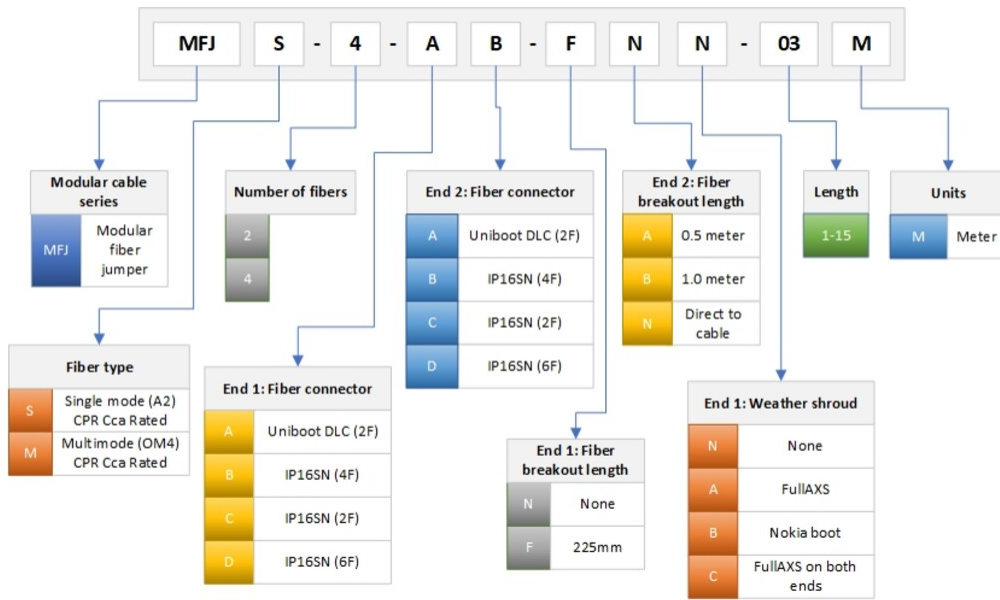 MFJ S - 4 - A B - F N N - 03 M
Modular cable
series
MFJ Modular
fiber
jumper
Number of fibers
2
4
End 2: Fiber connector
A Uniboot DLC (2F)
B IP16SN (4F)
C IP16SN (2F)
D IP16SN (6F)
End 2: Fiber
breakout length
A 0.5 meter
B 1.0 meter
N Direct to
cable
Length
1-15
Units
M Meter
Fiber type
S Single mode (A2)
CPR Cca Rated
M Multimode (OM4)
CPR Cca Rated
End 1: Fiber connector
A Uniboot DLC (2F)
B IP16SN (4F)
C IP16SN (2F)
D IP16SN (6F)
End 1: Fiber
breakout length
N None
F 225mm
End 1: Weather shroud
N None
A FullAXS
B Nokia boot
C FullAXS on both
ends